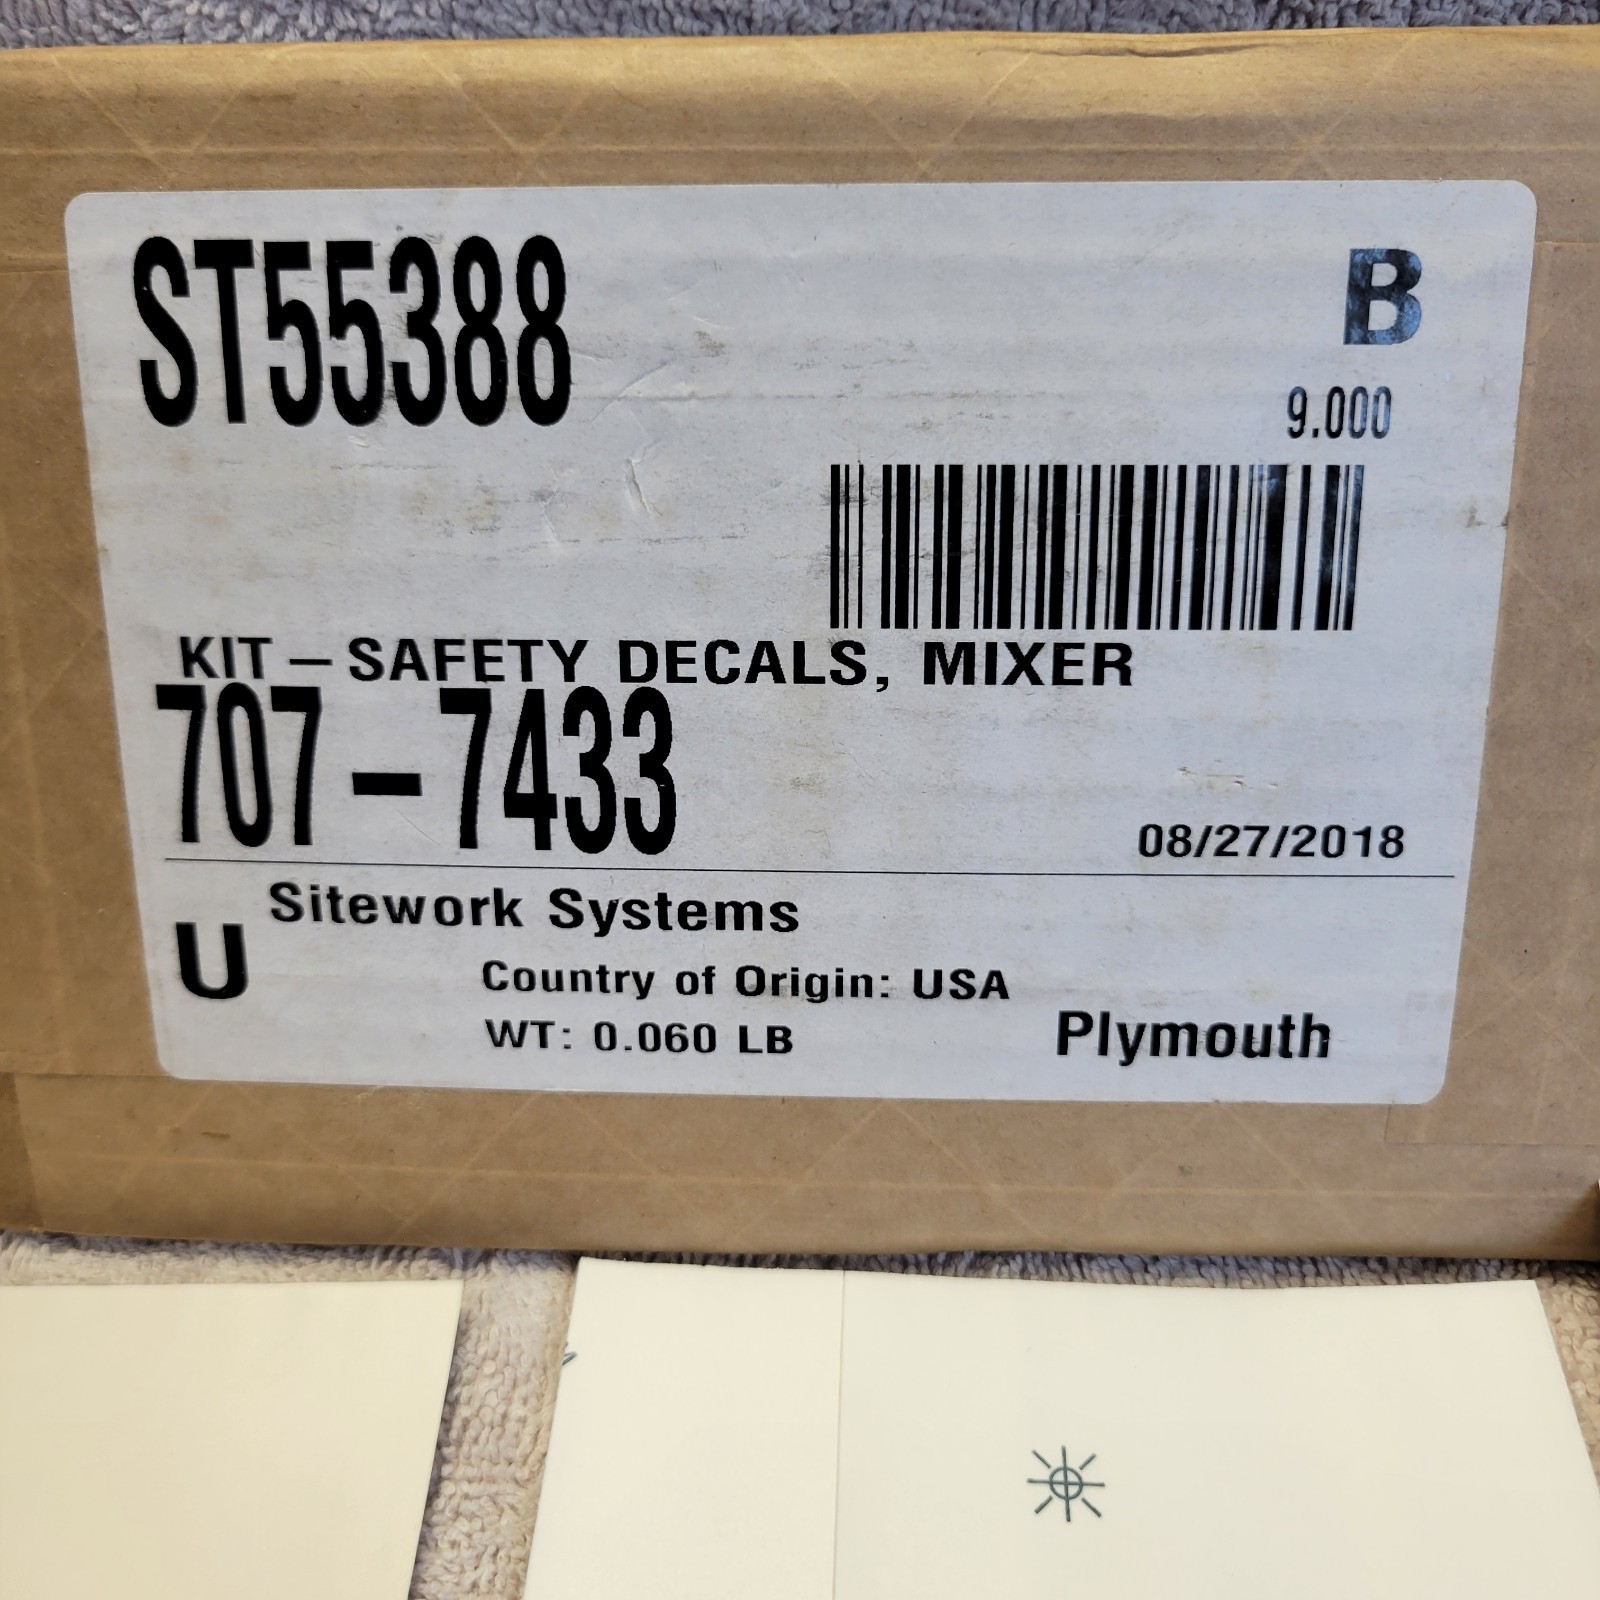 ST55388
B
9.000
KIT – SAFETY DECALS, MIXER
707 – 7433
08/27/2018
Sitework Systems
U
Country of Origin: USA
WT: 0.060 LB
Plymouth